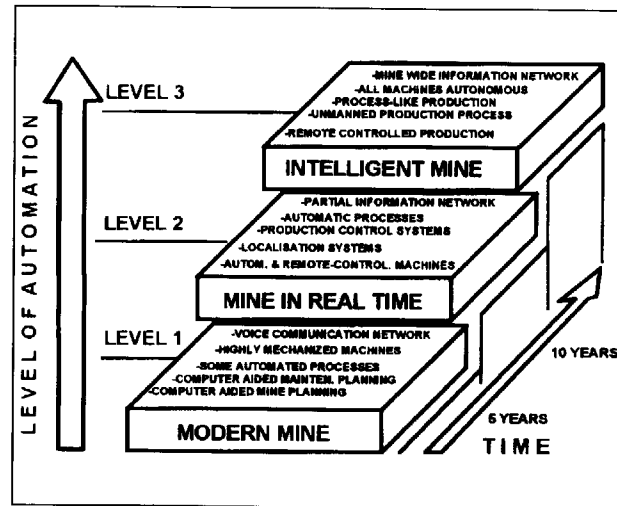 LEVEL OF AUTOMATION
LEVEL 3
-MINE WIDE INFORMATION NETWORK
-ALL MACHINES AUTONOMOUS
-PROCESS-LIKE PRODUCTION
-UNMANNED PRODUCTION PROCESS
-REMOTE CONTROLLED PRODUCTION
INTELLIGENT MINE
LEVEL 2
-PARTIAL INFORMATION NETWORK
-AUTOMATIC PROCESSES
-PRODUCTION CONTROL SYSTEMS
-LOCALISATION SYSTEMS
-AUTOM. & REMOTE-CONTROL. MACHINES
MINE IN REAL TIME
LEVEL 1
-VOICE COMMUNICATION NETWORK
-HIGHLY MECHANIZED MACHINES
-SOME AUTOMATED PROCESSES
-COMPUTER AIDED MAINTEN. PLANNING
-COMPUTER AIDED MINE PLANNING
MODERN MINE
10 YEARS
5 YEARS
TIME